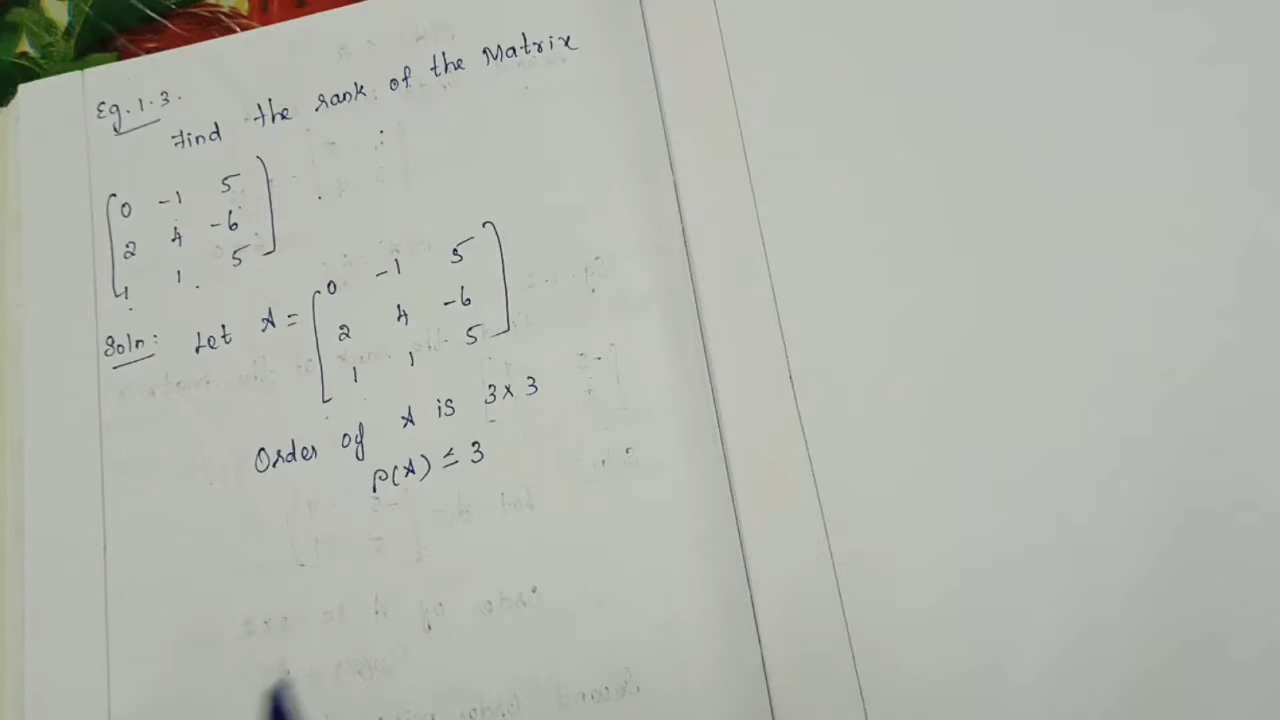 Eg. 1.3.
Find the rank of the Matrix
[0 -1 5
2 4 -6
1 1 5]
Soln: Let A = [0 -1 5
2 4 -6
1 1 5]
Order of A is 3 x 3
ρ(A) ≤ 3